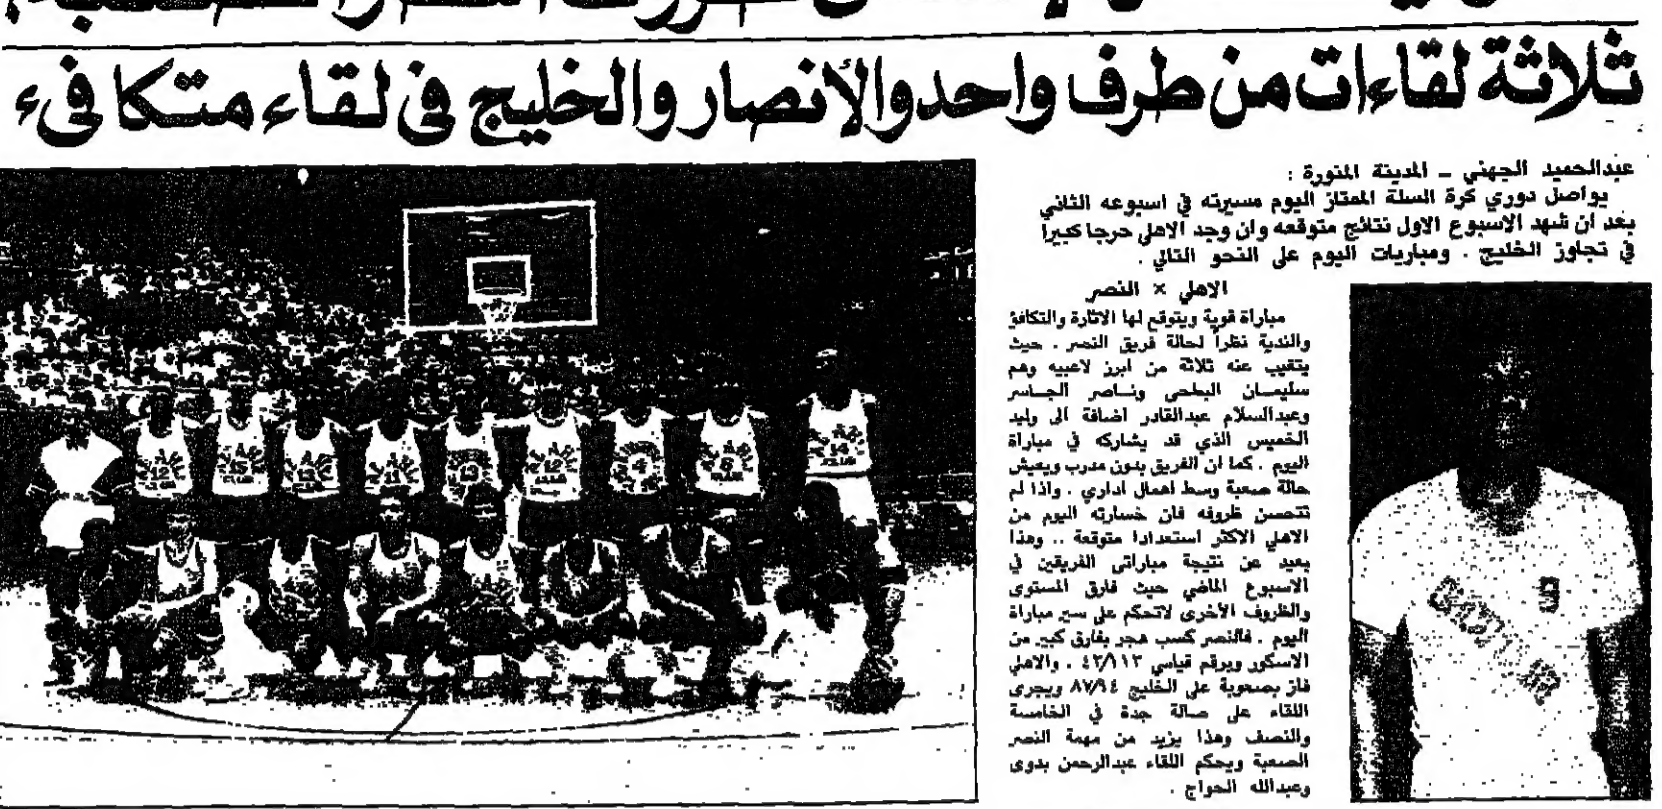 ثلاثة لقاءات من طرف واحد والأنصار والخليج في لقاء متكافىء
عبدالحميد الجهني – المدينة المنورة :
يواصل دوري كرة السلة الممتاز اليوم مسيرته في اسبوعه الثاني
بعد ان شهد الاسبوع الاول نتائج متوقعه وان وجد الاهلي حرجا كبيرا
في تجاوز الخليج . ومباريات اليوم على النحو التالي .
الاهلي × النصر
مباراة قوية ويتوقع لها الاثارة والتكافؤ
والندية نظراً لحالة فريق النصر . حيث
يتغيب عنه ثلاثة من ابرز لاعبيه وهم
سليمان البطحي وناصر الجاسر
وعبدالسلام عبدالقادر اضافة الى وليد
الخميس الذي قد يشاركه في مباراة
اليوم . كما ان الفريق بدون مدرب ويعيش
حالة صعبة وسط اهمال اداري . واذا لم
تتحسن ظروفه فان خسارته اليوم من
الاهلي الاكثر استعدادا متوقعة .. وهذا
بعيد عن نتيجة مباراتى الفريقين في
الاسبوع الماضي حيث فارق المستوى
والظروف الأخرى لاتحكم على سير مباراة
اليوم . فالنصر كسب هجر بفارق كبير من
الاسكور وبرقم قياسي ٤٢/١١٣ . والاهلي
فاز بصعوبة على الخليج ٨٧/٩٤ ويجرى
اللقاء على صالة جدة في الخامسة
والنصف وهذا يزيد من مهمة النصر
الصعبة ويحكم اللقاء عبدالرحمن بدوى
وعبدالله الحواج .